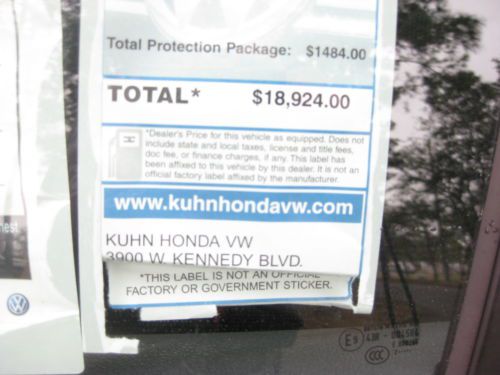 Total Protection Package: $1484.00
TOTAL* $18,924.00
*Dealer's Price for this vehicle as equipped. Does not
include state and local taxes, license and title fees,
doc fee, or finance charges, if any. This label has
been affixed to this vehicle by this dealer. It is not an
official factory label affixed by the manufacturer.
www.kuhnhondavw.com
KUHN HONDA VW
3900 W. KENNEDY BLVD.
*THIS LABEL IS NOT AN OFFICIAL
FACTORY OR GOVERNMENT STICKER.